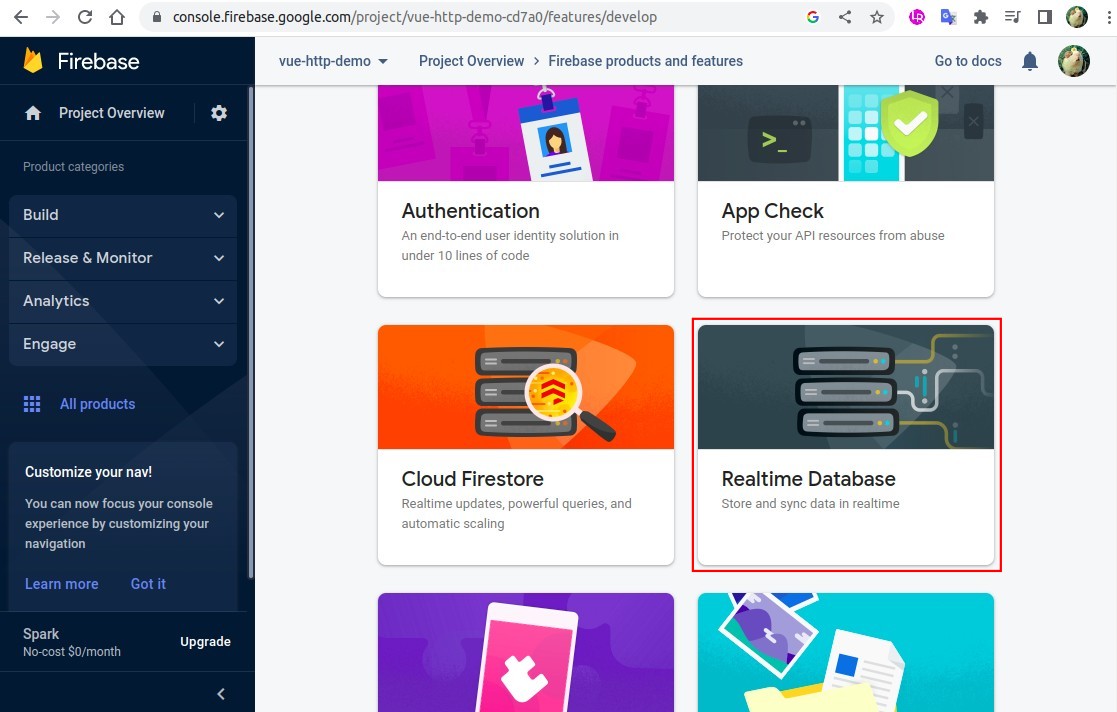 console.firebase.google.com/project/vue-http-demo-cd7a0/features/develop
Firebase
vue-http-demo
Project Overview > Firebase products and features
Go to docs
Project Overview
Product categories
Build
Release & Monitor
Analytics
Engage
All products
Customize your nav!
You can now focus your console
experience by customizing your
navigation
Learn more
Got it
Spark
No-cost $0/month
Upgrade
Authentication
An end-to-end user identity solution in
under 10 lines of code
App Check
Protect your API resources from abuse
Cloud Firestore
Realtime updates, powerful queries, and
automatic scaling
Realtime Database
Store and sync data in realtime